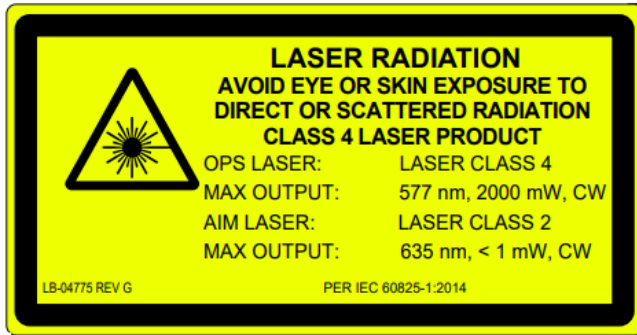 LASER RADIATION
AVOID EYE OR SKIN EXPOSURE TO
DIRECT OR SCATTERED RADIATION
CLASS 4 LASER PRODUCT
OPS LASER: LASER CLASS 4
MAX OUTPUT: 577 nm, 2000 mW, CW
AIM LASER: LASER CLASS 2
MAX OUTPUT: 635 nm, < 1 mW, CW
LB-04775 REV G PER IEC 60825-1:2014